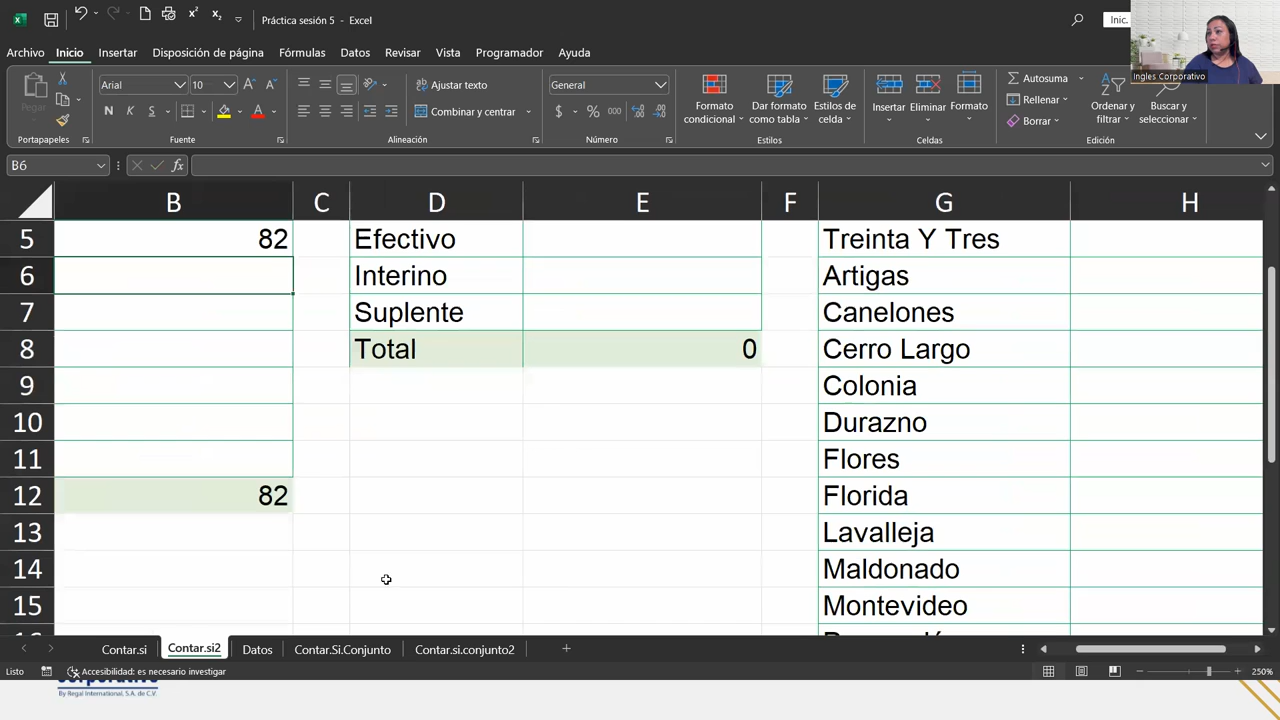 Práctica sesión 5 - Excel
Inic.
Archivo Inicio Insertar Disposición de página Fórmulas Datos Revisar Vista Programador Ayuda
Ingles Corporativo
Pegar
Arial 10
N K S
Ajustar texto
Combinar y centrar
General
$ % 000
Formato condicional
Dar formato como tabla
Estilos de celda
Insertar Eliminar Formato
Autosuma
Rellenar
Borrar
Ordenar y filtrar
Buscar y seleccionar
Portapapeles Fuente Alineación Número Estilos Celdas Edición
B6
fx
B C D E F G H
5 82 Efectivo Treinta Y Tres
6 Interino Artigas
7 Suplente Canelones
8 Total 0 Cerro Largo
9 Colonia
10 Durazno
11 Flores
12 82 Florida
13 Lavalleja
14 Maldonado
15 Montevideo
Contar.si Contar.si2 Datos Contar.Si.Conjunto Contar.si.conjunto2
Listo Accesibilidad: es necesario investigar 250%
By Regal International, S.A. de C.V.